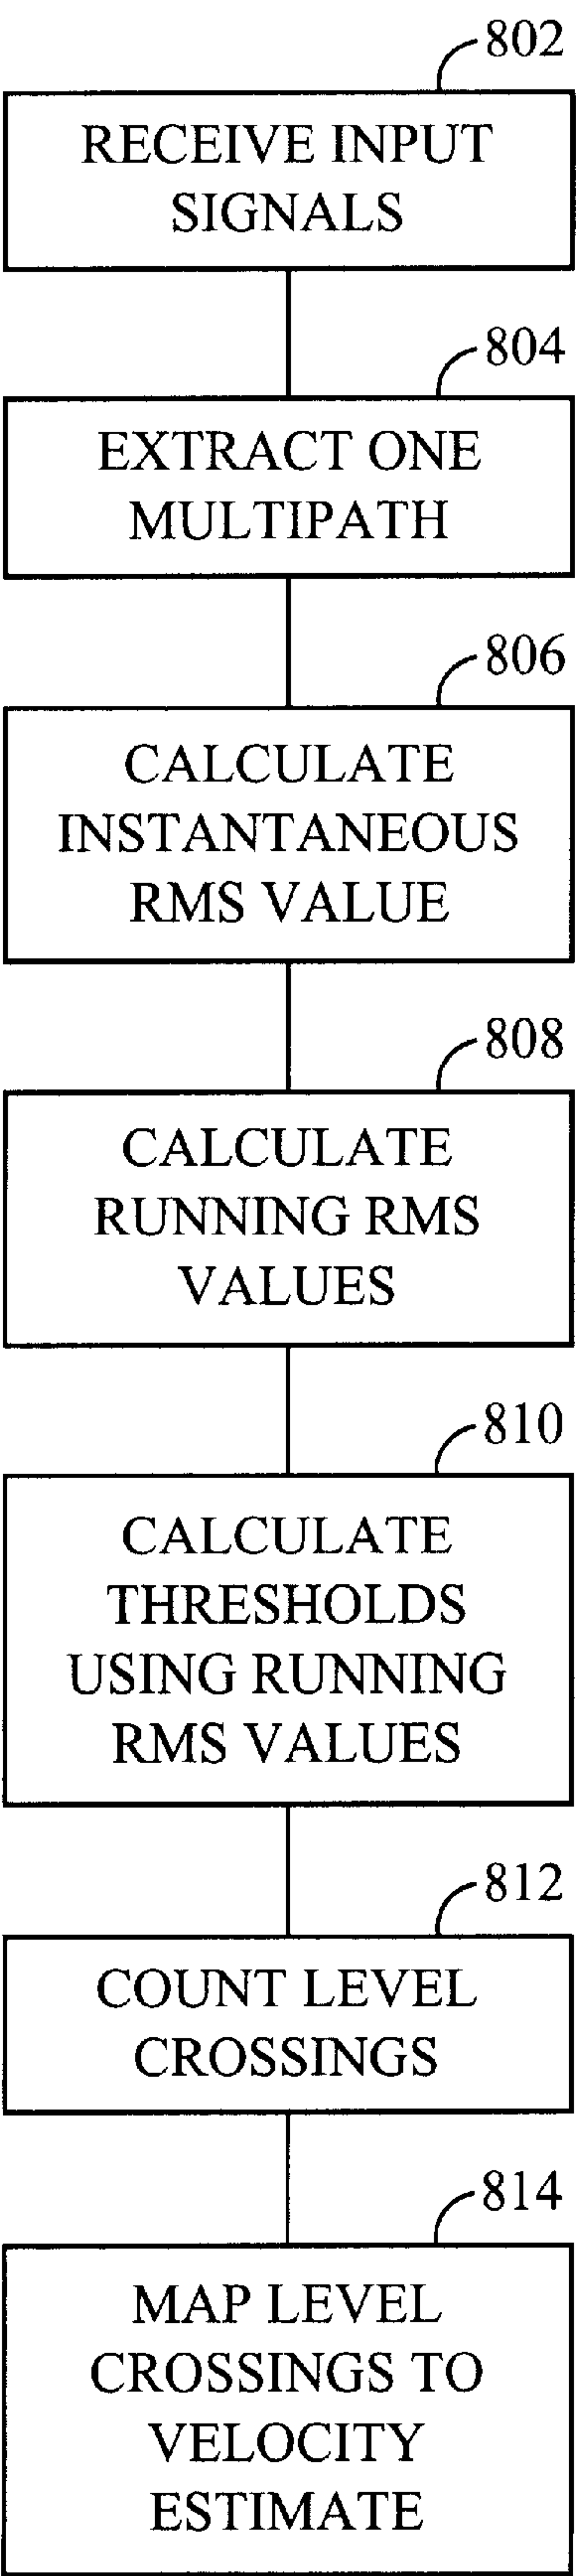 802
RECEIVE INPUT
SIGNALS
804
EXTRACT ONE
MULTIPATH
806
CALCULATE
INSTANTANEOUS
RMS VALUE
808
CALCULATE
RUNNING RMS
VALUES
810
CALCULATE
THRESHOLDS
USING RUNNING
RMS VALUES
812
COUNT LEVEL
CROSSINGS
814
MAP LEVEL
CROSSINGS TO
VELOCITY
ESTIMATE